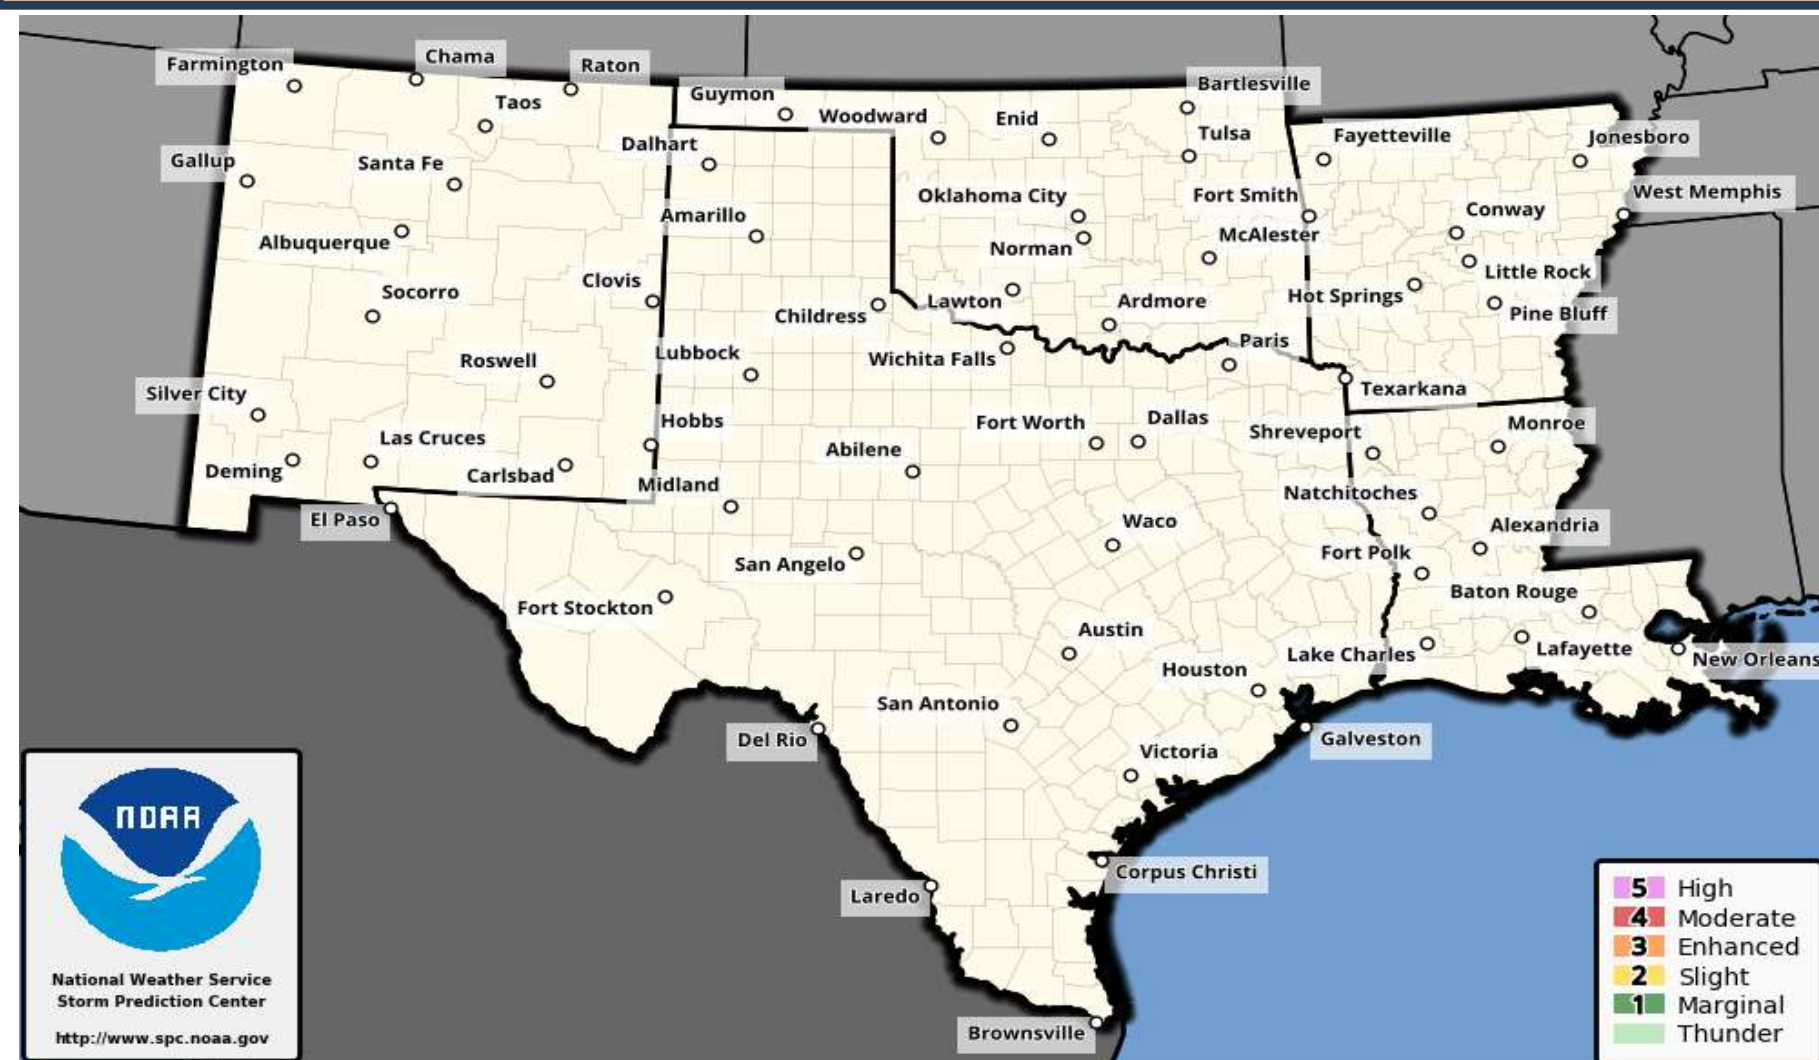 Farmington
Chama
Raton
Taos
Guymon
Woodward
Enid
Bartlesville
Tulsa
Fayetteville
Jonesboro
Dalhart
Gallup
Santa Fe
Oklahoma City
Fort Smith
Conway
West Memphis
Amarillo
Albuquerque
Norman
McAlester
Little Rock
Socorro
Clovis
Childress
Lawton
Ardmore
Hot Springs
Pine Bluff
Roswell
Lubbock
Wichita Falls
Paris
Texarkana
Silver City
Hobbs
Fort Worth
Dallas
Shreveport
Monroe
Las Cruces
Abilene
Deming
Carlsbad
Midland
Natchitoches
El Paso
Waco
Alexandria
San Angelo
Fort Polk
Fort Stockton
Baton Rouge
Austin
Houston
Lake Charles
Lafayette
New Orleans
San Antonio
Del Rio
Victoria
Galveston
Corpus Christi
Laredo
Brownsville
NOAA
National Weather Service
Storm Prediction Center
http://www.spc.noaa.gov
5 High
4 Moderate
3 Enhanced
2 Slight
1 Marginal
Thunder